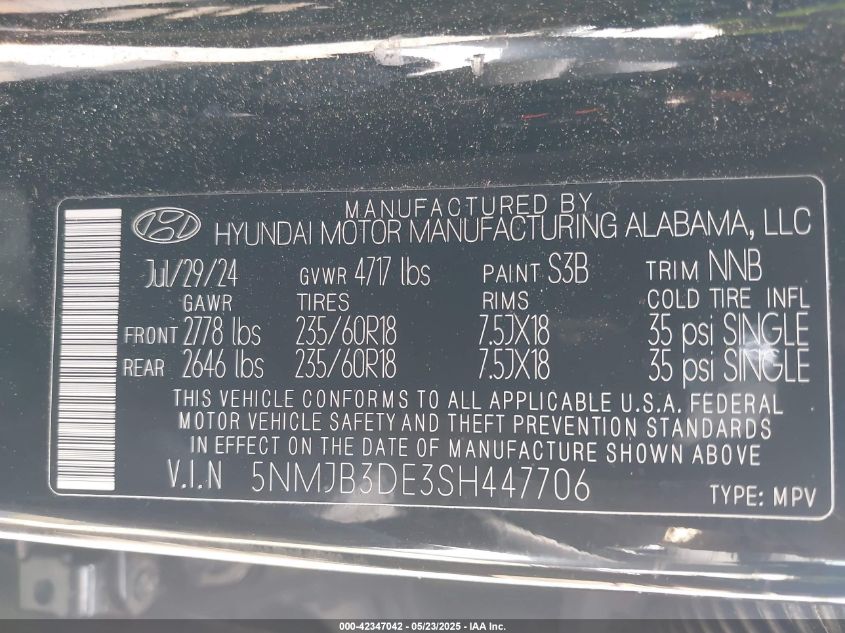 MANUFACTURED BY
HYUNDAI MOTOR MANUFACTURING ALABAMA, LLC
Jul/29/24 GVWR 4717 lbs PAINT S3B TRIM NNB
GAWR TIRES RIMS COLD TIRE INFL
FRONT 2778 lbs 235/60R18 7.5JX18 35 psi SINGLE
REAR 2646 lbs 235/60R18 7.5JX18 35 psi SINGLE
THIS VEHICLE CONFORMS TO ALL APPLICABLE U.S.A. FEDERAL
MOTOR VEHICLE SAFETY AND THEFT PREVENTION STANDARDS
IN EFFECT ON THE DATE OF MANUFACTURE SHOWN ABOVE
V.I.N 5NMJB3DE3SH447706 TYPE: MPV
000-42347042 - 05/23/2025 - IAA Inc.